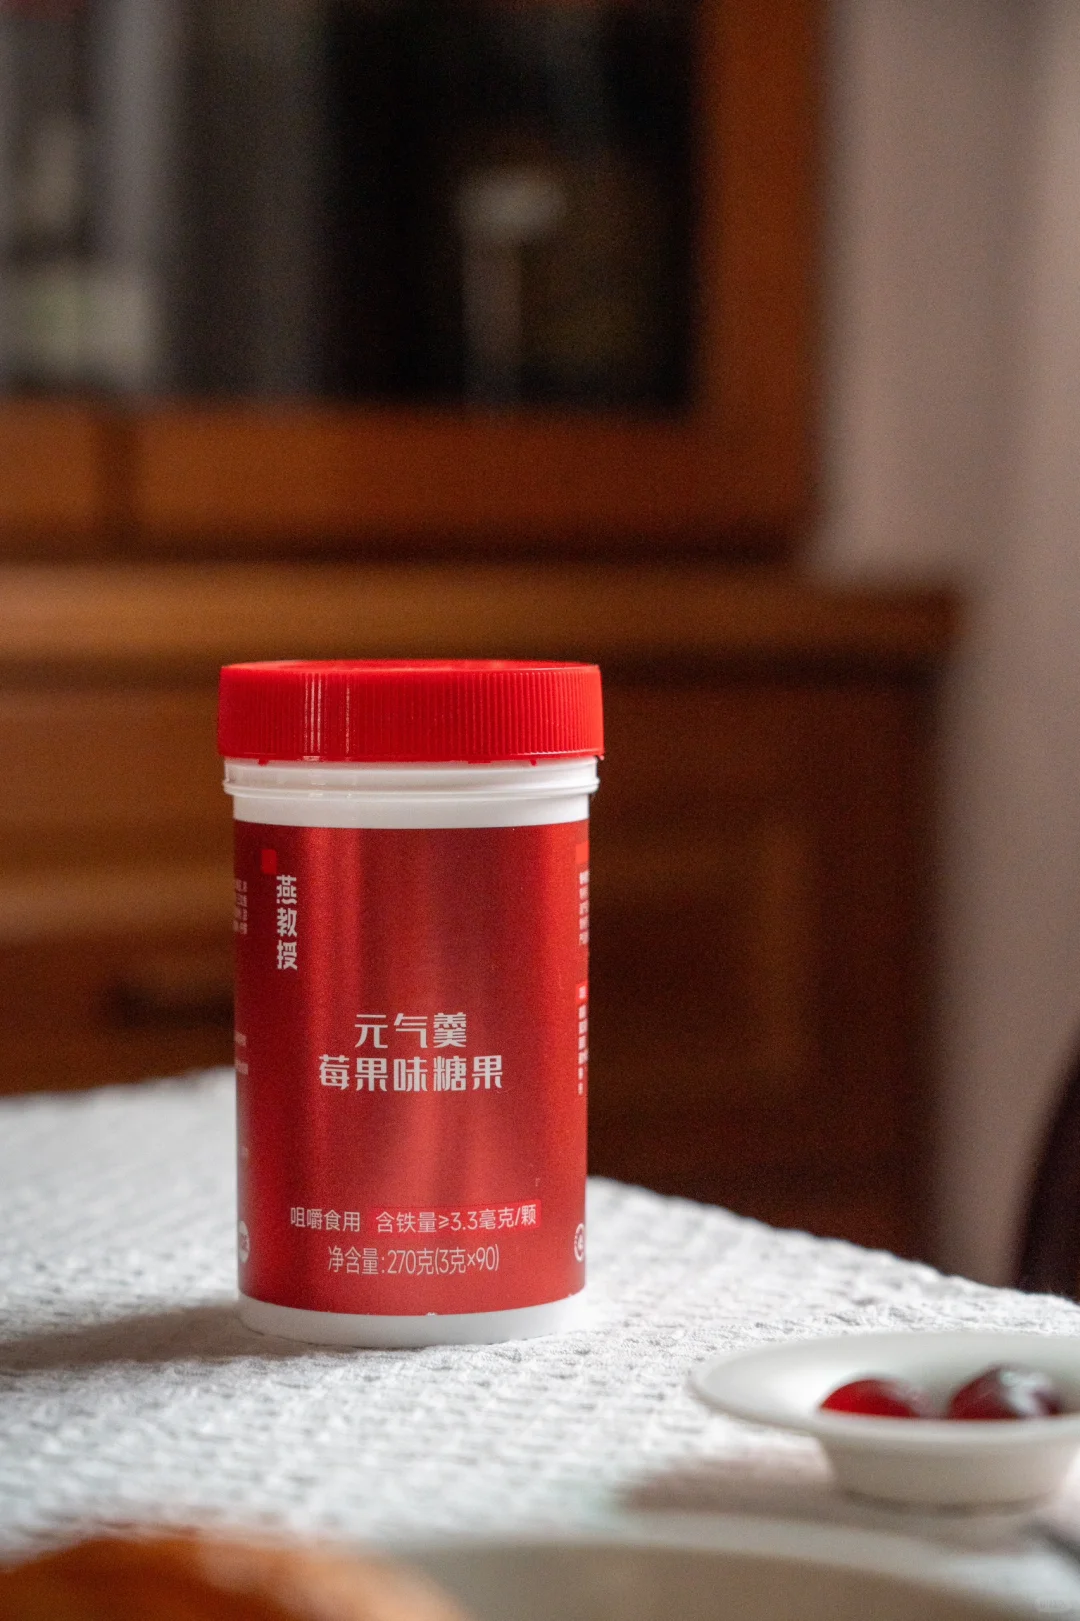 燕教授
元气羹
莓果味糖果
咀嚼食用 含铁量≥3.3毫克/颗
净含量:270克(3克×90)